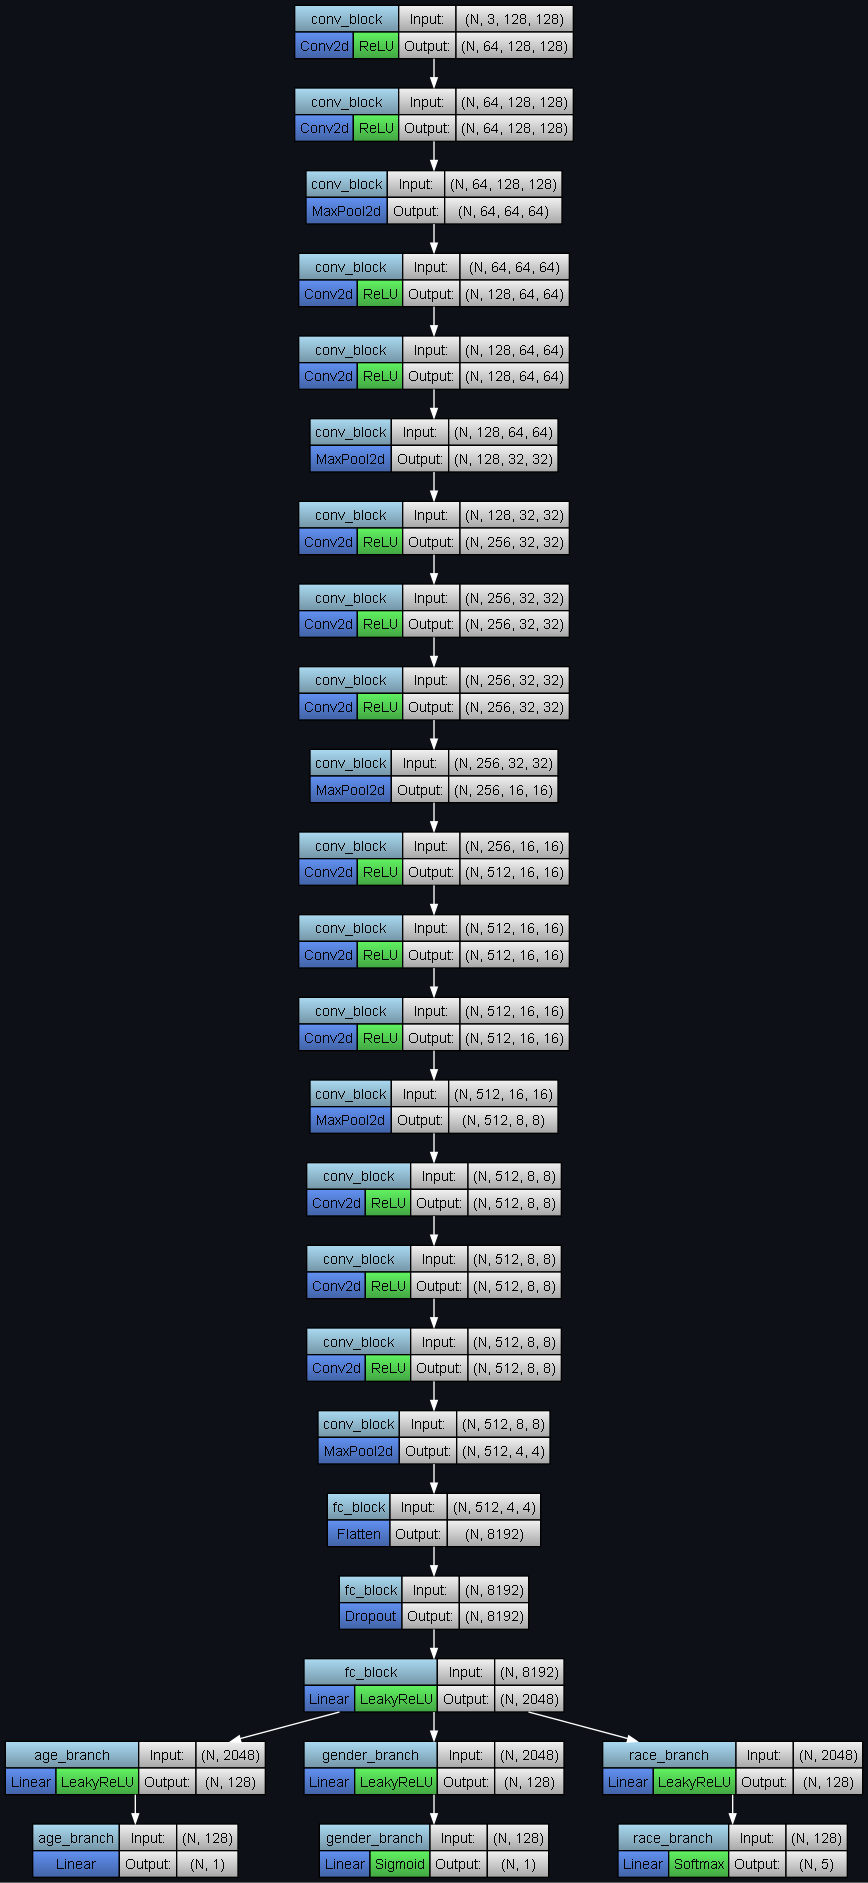 conv_block Input: (N, 3, 128, 128)
Conv2d ReLU Output: (N, 64, 128, 128)
conv_block Input: (N, 64, 128, 128)
Conv2d ReLU Output: (N, 64, 128, 128)
conv_block Input: (N, 64, 128, 128)
MaxPool2d Output: (N, 64, 64, 64)
conv_block Input: (N, 64, 64, 64)
Conv2d ReLU Output: (N, 128, 64, 64)
conv_block Input: (N, 128, 64, 64)
Conv2d ReLU Output: (N, 128, 64, 64)
conv_block Input: (N, 128, 64, 64)
MaxPool2d Output: (N, 128, 32, 32)
conv_block Input: (N, 128, 32, 32)
Conv2d ReLU Output: (N, 256, 32, 32)
conv_block Input: (N, 256, 32, 32)
Conv2d ReLU Output: (N, 256, 32, 32)
conv_block Input: (N, 256, 32, 32)
Conv2d ReLU Output: (N, 256, 32, 32)
conv_block Input: (N, 256, 32, 32)
MaxPool2d Output: (N, 256, 16, 16)
conv_block Input: (N, 256, 16, 16)
Conv2d ReLU Output: (N, 512, 16, 16)
conv_block Input: (N, 512, 16, 16)
Conv2d ReLU Output: (N, 512, 16, 16)
conv_block Input: (N, 512, 16, 16)
Conv2d ReLU Output: (N, 512, 16, 16)
conv_block Input: (N, 512, 16, 16)
MaxPool2d Output: (N, 512, 8, 8)
conv_block Input: (N, 512, 8, 8)
Conv2d ReLU Output: (N, 512, 8, 8)
conv_block Input: (N, 512, 8, 8)
Conv2d ReLU Output: (N, 512, 8, 8)
conv_block Input: (N, 512, 8, 8)
Conv2d ReLU Output: (N, 512, 8, 8)
conv_block Input: (N, 512, 8, 8)
MaxPool2d Output: (N, 512, 4, 4)
fc_block Input: (N, 512, 4, 4)
Flatten Output: (N, 8192)
fc_block Input: (N, 8192)
Dropout Output: (N, 8192)
fc_block Input: (N, 8192)
Linear LeakyReLU Output: (N, 2048)
age_branch Input: (N, 2048) gender_branch Input: (N, 2048) race_branch Input: (N, 2048)
Linear LeakyReLU Output: (N, 128) Linear LeakyReLU Output: (N, 128) Linear LeakyReLU Output: (N, 128)
age_branch Input: (N, 128) gender_branch Input: (N, 128) race_branch Input: (N, 128)
Linear Output: (N, 1) Linear Sigmoid Output: (N, 1) Linear Softmax Output: (N, 5)